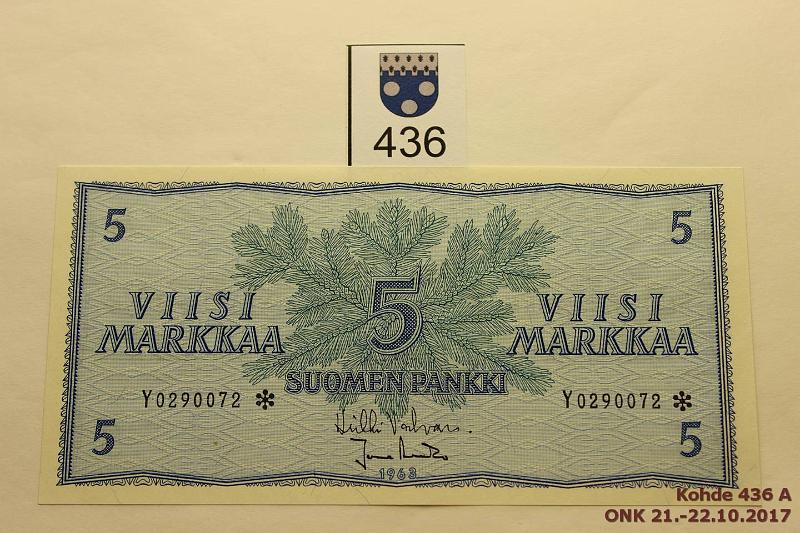 436
5 5
VIISI MARKKAA
5
VIISI MARKKAA
SUOMEN PANKKI
Y0290072 * Y0290072 *
5 5
1963
Kohde 436 A
ONK 21.-22.10.2017